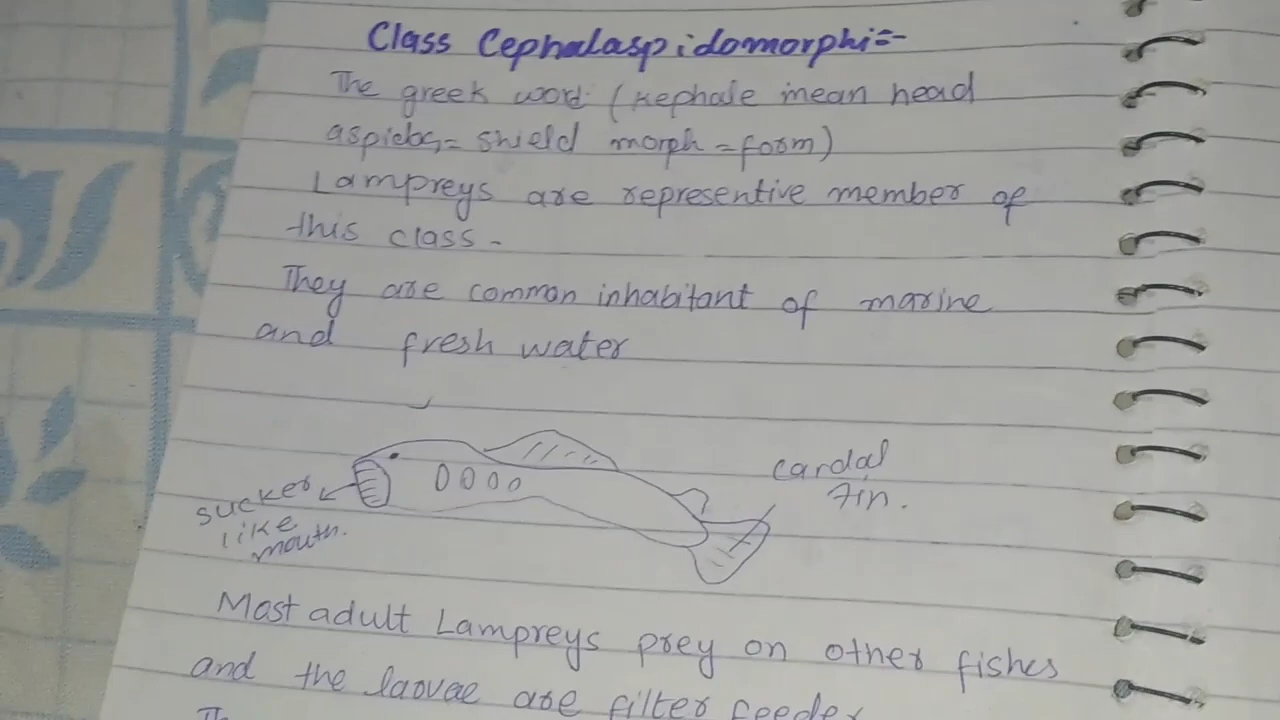 Class Cephalaspidomorphi:-
The greek word (kephale mean head
aspidos = shield morph = form)
Lampreys are representive member of
this class.
They are common inhabitant of marine
and fresh water
cardal
fin.
sucker
like
mouth.
Most adult Lampreys prey on other fishes
and the larvae are filter feeder